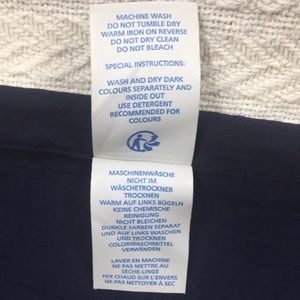 MACHINE WASH
DO NOT TUMBLE DRY
WARM IRON ON REVERSE
DO NOT DRY CLEAN
DO NOT BLEACH
SPECIAL INSTRUCTIONS:
WASH AND DRY DARK
COLOURS SEPARATELY AND
INSIDE OUT
USE DETERGENT
RECOMMENDED FOR
COLOURS
MASCHINENWÄSCHE
NICHT IM
WÄSCHETROCKNER
TROCKNEN
WARM AUF LINKS BÜGELN
KEINE CHEMISCHE
REINIGUNG
NICHT BLEICHEN
DUNKLE FARBEN SEPARAT
UND AUF LINKS WASCHEN
UND TROCKNEN
COLORWASCHMITTEL
VERWENDEN
LAVER EN MACHINE
NE PAS METTRE AU
SÈCHE-LINGE
FER CHAUD SUR L'ENVERS
NE PAS NETTOYER À SEC